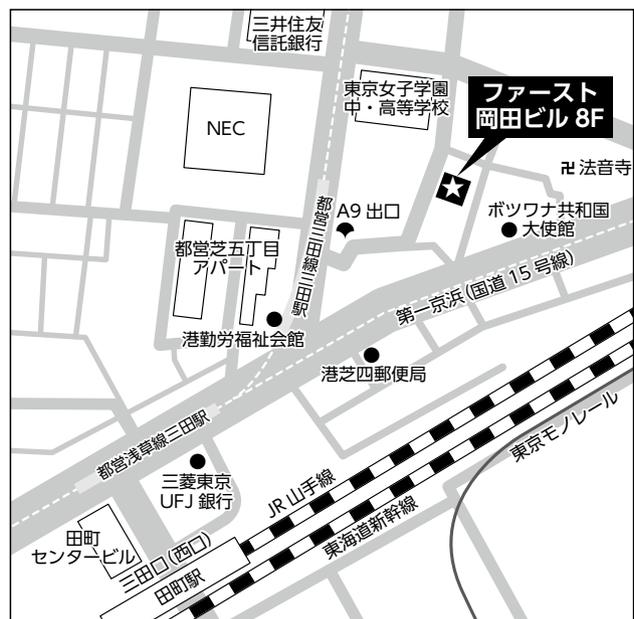 三井住友
信託銀行
東京女子学園
中・高等学校
ファースト
岡田ビル 8F
NEC
卍 法音寺
都営三田線三田駅
A9 出口
ボツワナ共和国
大使館
都営芝五丁目
アパート
第一京浜(国道 15 号線)
港勤労福祉会館
港芝四郵便局
都営浅草線三田駅
東京モノレール
三菱東京
UFJ 銀行
JR 山手線
東海道新幹線
田町
センタービル
三田口(西口)
田町駅